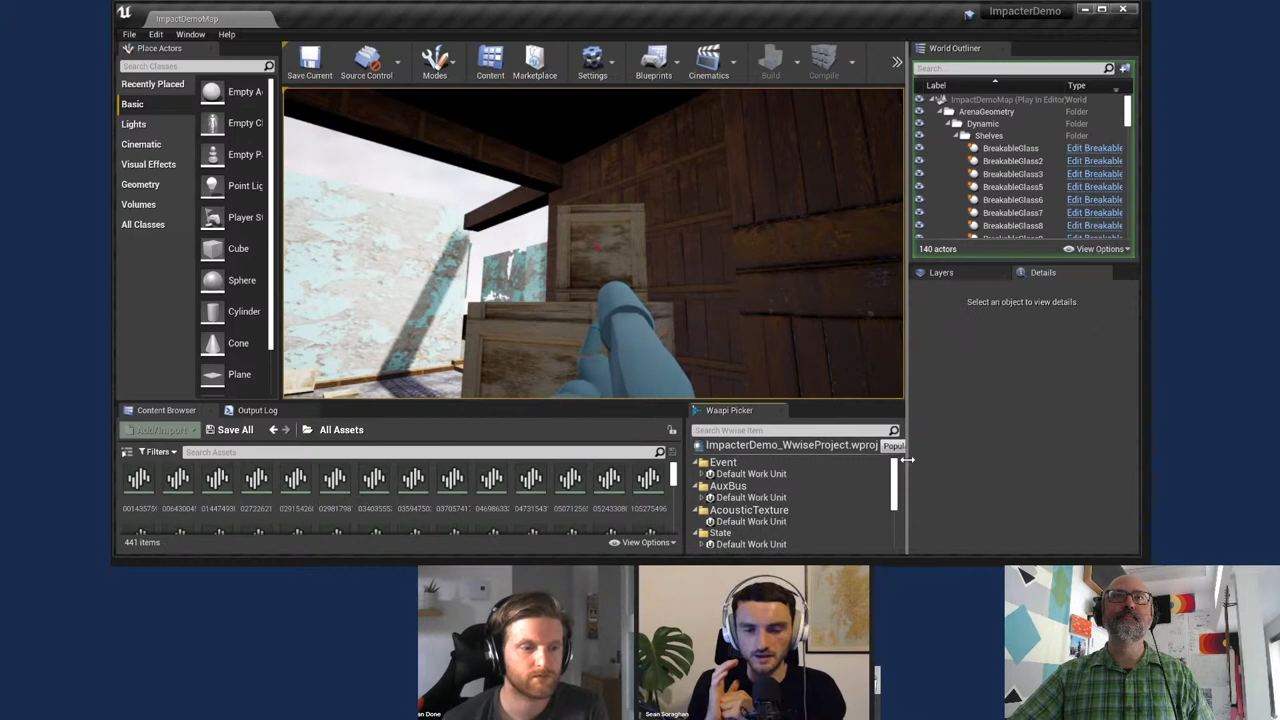 ImpactDemoMap
ImpacterDemo
File Edit Window Help
Place Actors
Search Classes
Recently Placed
Basic
Lights
Cinematic
Visual Effects
Geometry
Volumes
All Classes
Empty Ac
Empty C
Empty P
Point Lig
Player St
Cube
Sphere
Cylinder
Cone
Plane
Save Current
Source Control
Modes
Content
Marketplace
Settings
Blueprints
Cinematics
Build
Compile
World Outliner
Search...
Label Type
ImpactDemoMap (Play In Editor) World
ArenaGeometry Folder
Dynamic Folder
Shelves Folder
BreakableGlass Edit Breakable
BreakableGlass2 Edit Breakable
BreakableGlass3 Edit Breakable
BreakableGlass5 Edit Breakable
BreakableGlass6 Edit Breakable
BreakableGlass7 Edit Breakable
BreakableGlass8 Edit Breakable
140 actors View Options
Layers Details
Select an object to view details.
Content Browser Output Log
Add/Import Save All All Assets
Filters Search Assets
441 items View Options
Waapi Picker
Search Wwise Item
ImpacterDemo_WwiseProject.wproj Popul
Event
Default Work Unit
AuxBus
Default Work Unit
AcousticTexture
Default Work Unit
State
Default Work Unit
an Done
Sean Soraghan